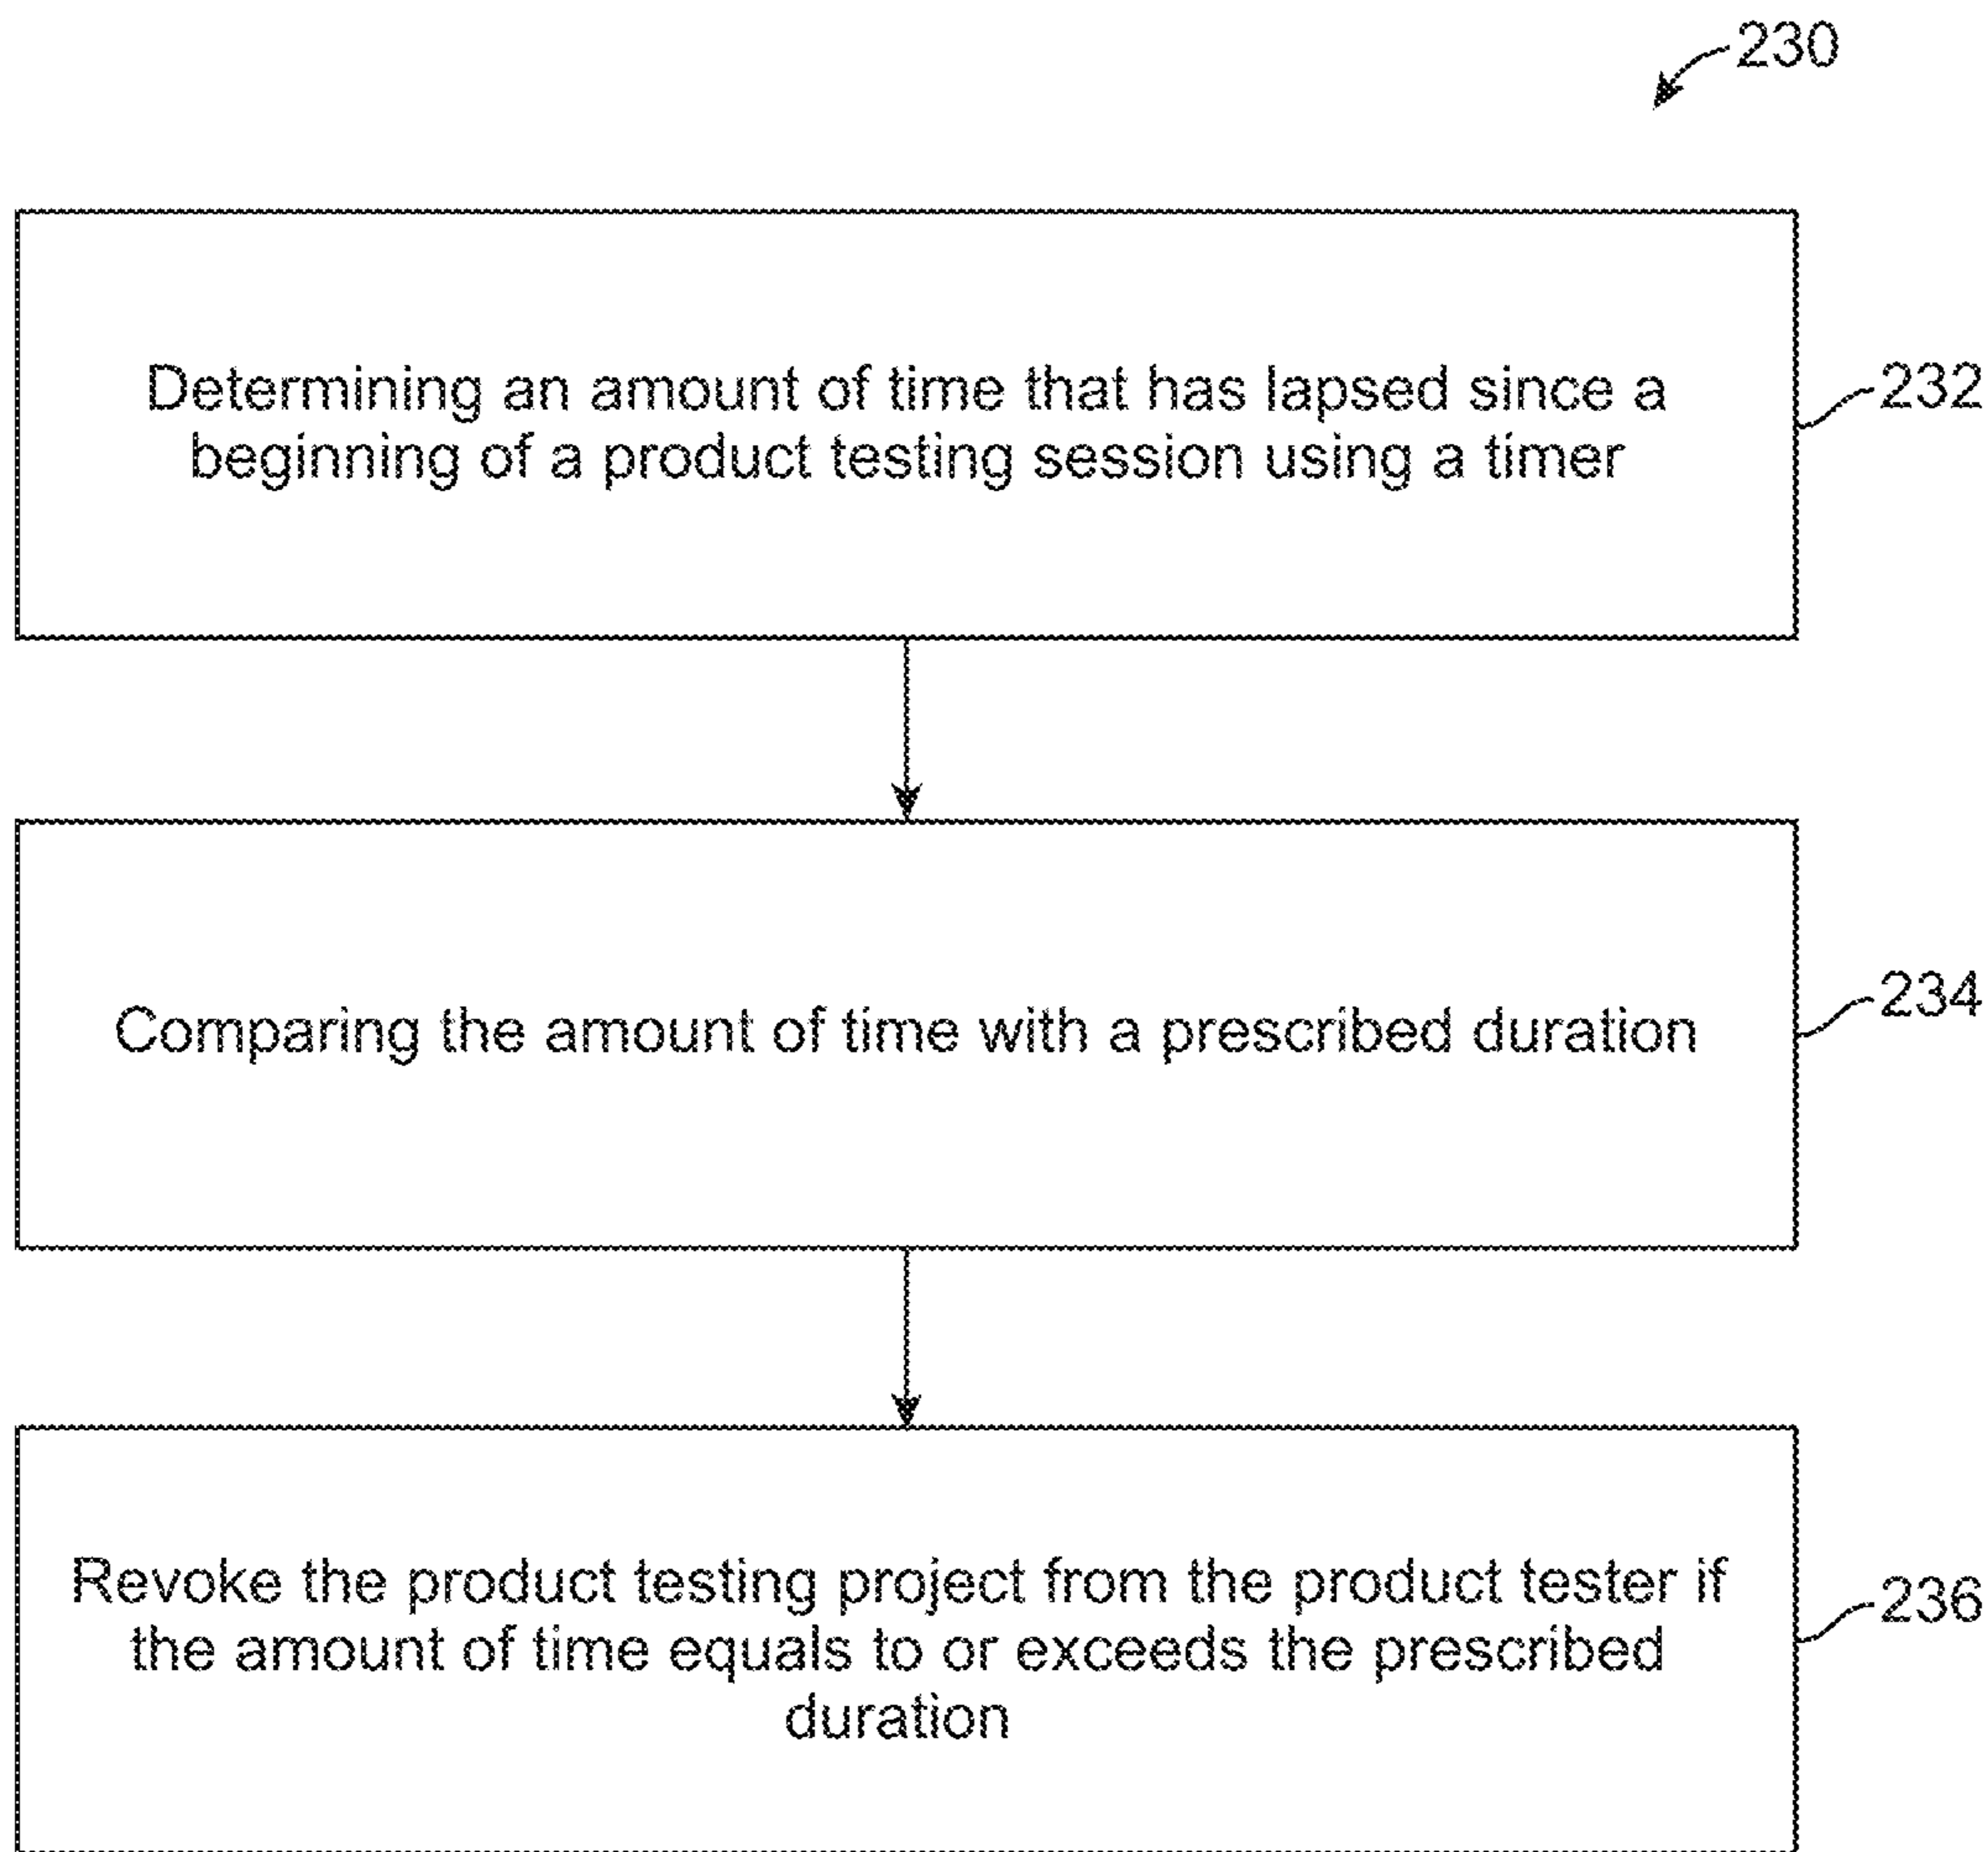 230
Determining an amount of time that has lapsed since a
beginning of a product testing session using a timer
232
Comparing the amount of time with a prescribed duration
234
Revoke the product testing project from the product tester if
the amount of time equals to or exceeds the prescribed
duration
236